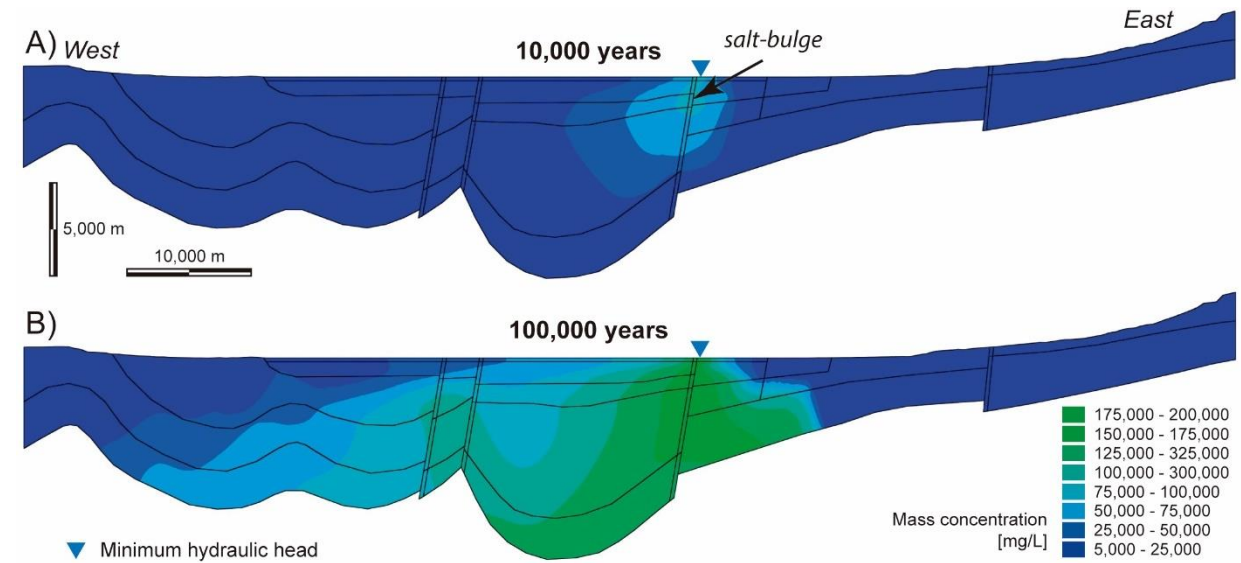 A) West
10,000 years
salt-bulge
East
5,000 m
10,000 m
B)
100,000 years
175,000 - 200,000
150,000 - 175,000
125,000 - 325,000
100,000 - 300,000
75,000 - 100,000
50,000 - 75,000
25,000 - 50,000
5,000 - 25,000
Mass concentration
[mg/L]
Minimum hydraulic head